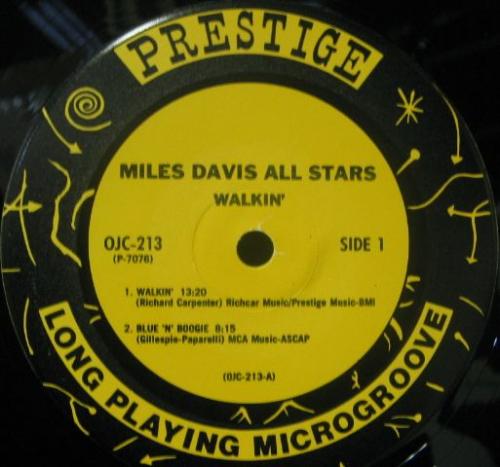 PRESTIGE
MILES DAVIS ALL STARS
WALKIN'
OJC-213
(P-7076)
SIDE 1
1. WALKIN' 13:20
(Richard Carpenter) Richcar Music/Prestige Music-BMI
2. BLUE 'N' BOOGIE 8:15
(Gillespie-Paparelli) MCA Music-ASCAP
(OJC-213-A)
LONG PLAYING MICROGROOVE